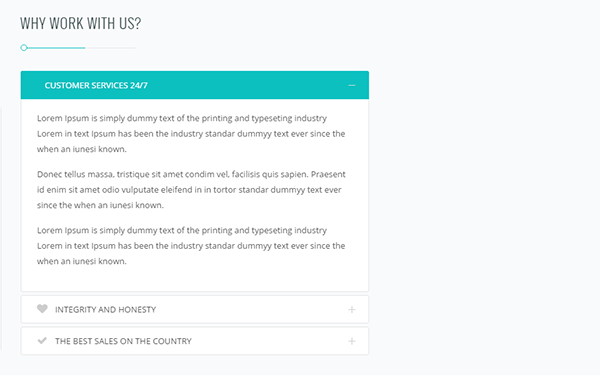 WHY WORK WITH US?
CUSTOMER SERVICES 24/7
Lorem Ipsum is simply dummy text of the printing and typeseting industry
Lorem in text Ipsum has been the industry standar dummyy text ever since the
when an iunesi known.
Donec tellus massa, tristique sit amet condim vel, facilisis quis sapien. Praesent
id enim sit amet odio vulputate eleifend in in tortor standar dummyy text ever
since the when an iunesi known.
Lorem Ipsum is simply dummy text of the printing and typeseting industry
Lorem in text Ipsum has been the industry standar dummyy text ever since the
when an iunesi known.
INTEGRITY AND HONESTY
THE BEST SALES ON THE COUNTRY